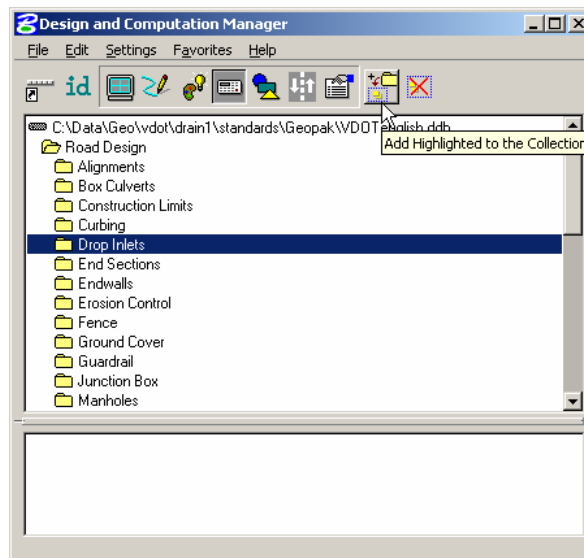 Design and Computation Manager
File Edit Settings Favorites Help
id
C:\Data\Geo\vdot\drain1\standards\Geopak\VDOTenglish.ddb
Add Highlighted to the Collection
Road Design
Alignments
Box Culverts
Construction Limits
Curbing
Drop Inlets
End Sections
Endwalls
Erosion Control
Fence
Ground Cover
Guardrail
Junction Box
Manholes